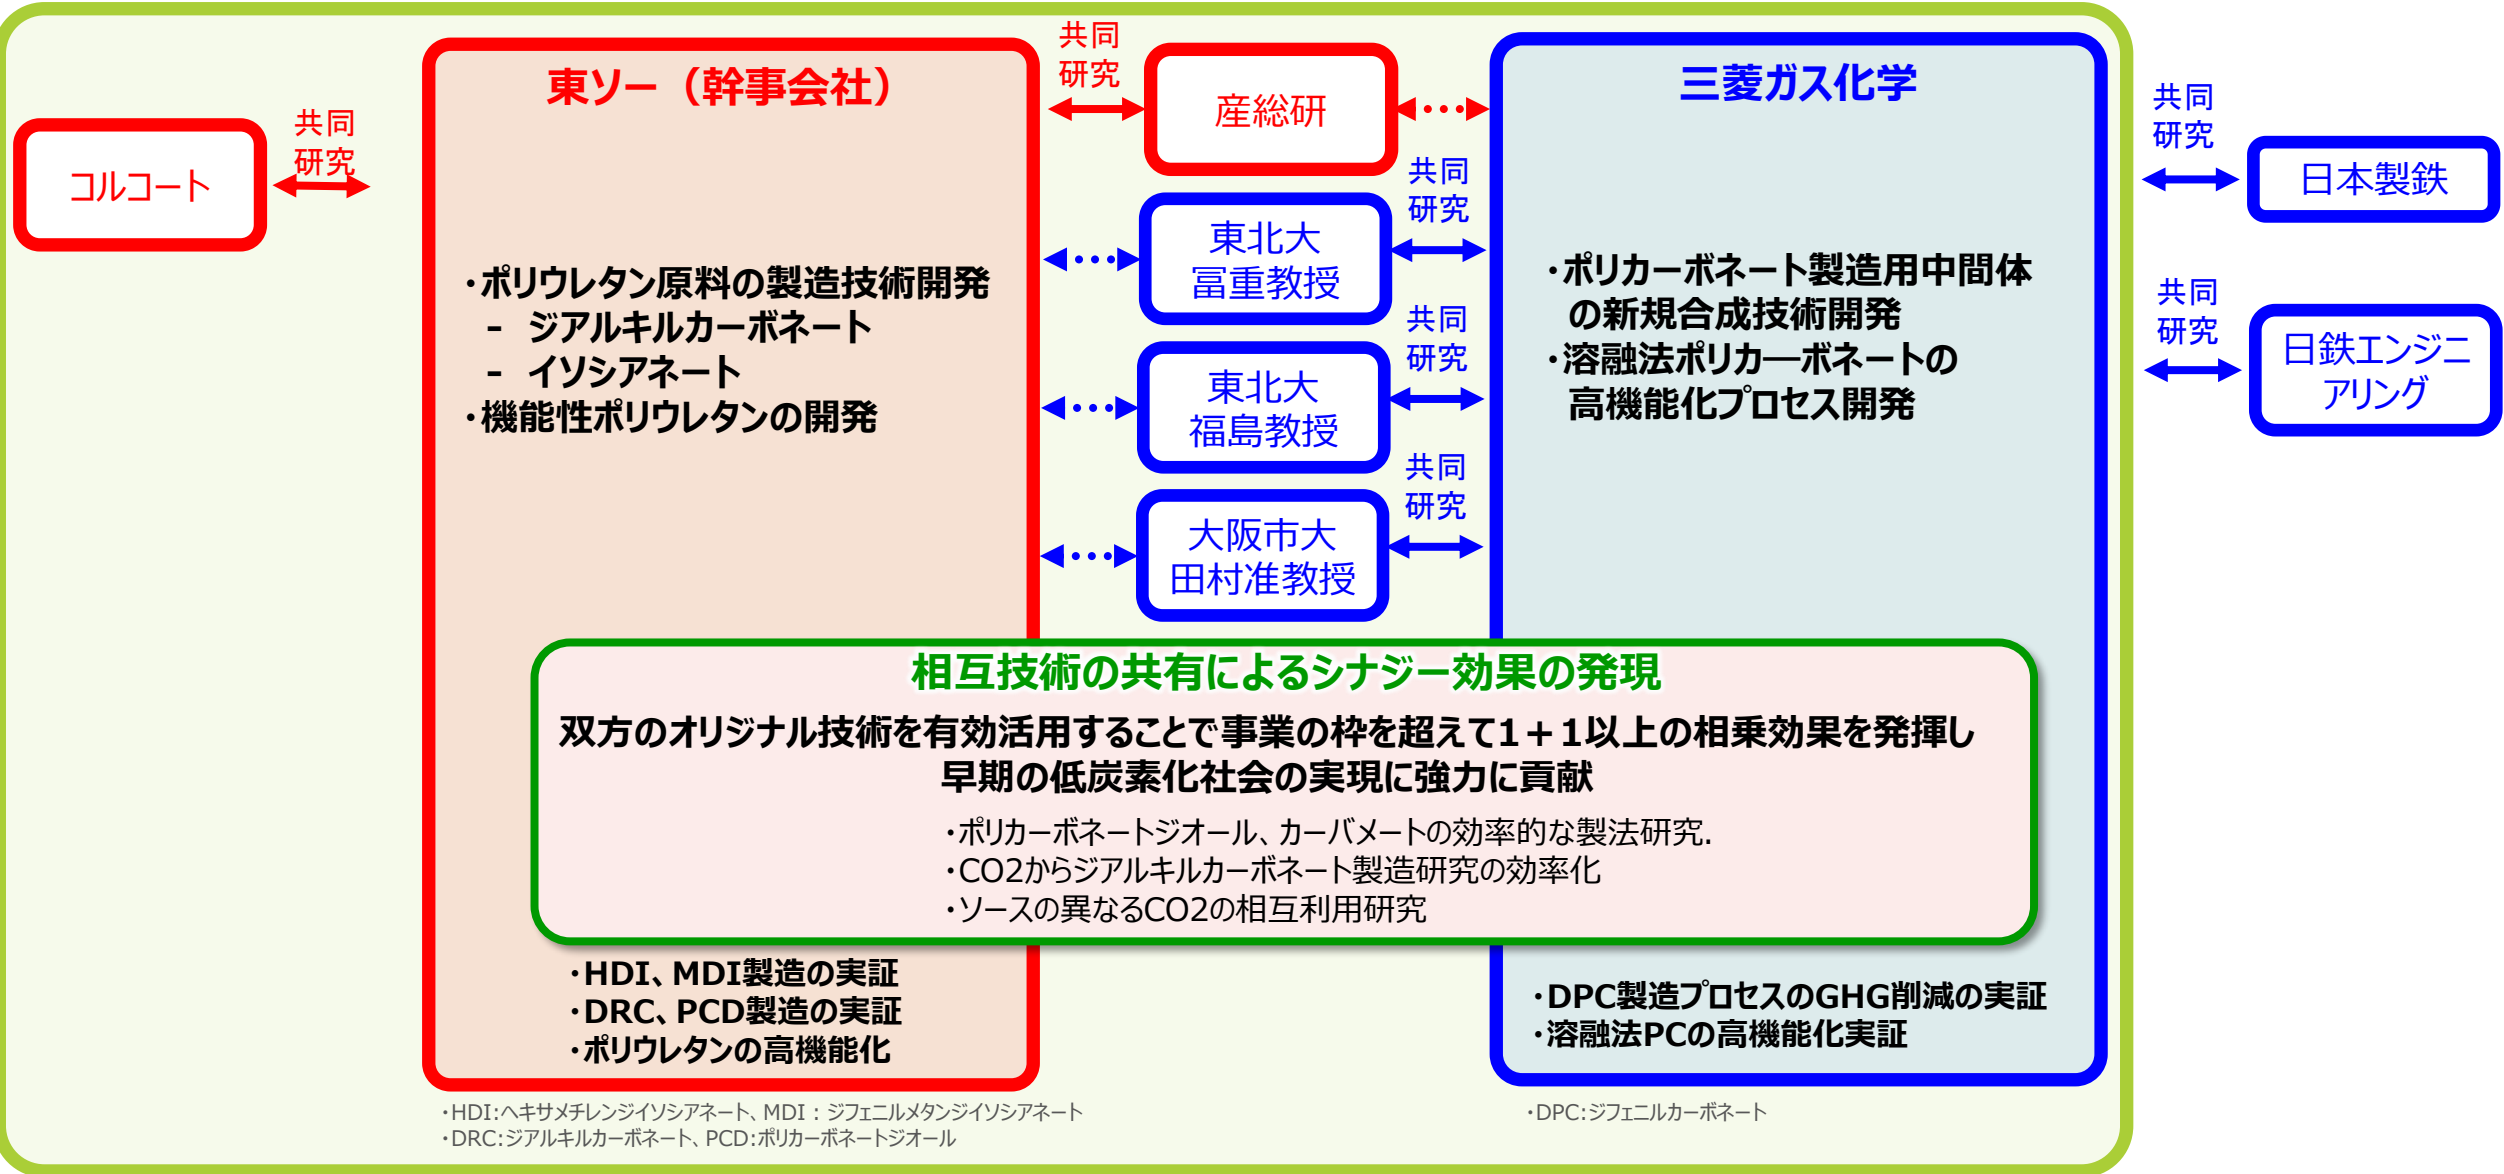 コルコート
共同
研究
東ソー（幹事会社）
・ポリウレタン原料の製造技術開発
- ジアルキルカーボネート
- イソシアネート
・機能性ポリウレタンの開発
共同
研究
産総研
東北大
冨重教授
共同
研究
東北大
福島教授
共同
研究
大阪市大
田村准教授
共同
研究
三菱ガス化学
・ポリカーボネート製造用中間体
の新規合成技術開発
・溶融法ポリカ―ボネートの
高機能化プロセス開発
共同
研究
日本製鉄
共同
研究
日鉄エンジニ
アリング
相互技術の共有によるシナジー効果の発現
双方のオリジナル技術を有効活用することで事業の枠を超えて1＋1以上の相乗効果を発揮し
早期の低炭素化社会の実現に強力に貢献
・ポリカーボネートジオール、カーバメートの効率的な製法研究.
・CO2からジアルキルカーボネート製造研究の効率化
・ソースの異なるCO2の相互利用研究
・HDI、MDI製造の実証
・DRC、PCD製造の実証
・ポリウレタンの高機能化
・DPC製造プロセスのGHG削減の実証
・溶融法PCの高機能化実証
・HDI:ヘキサメチレンジイソシアネート、MDI：ジフェニルメタンジイソシアネート
・DRC:ジアルキルカーボネート、PCD:ポリカーボネートジオール
・DPC:ジフェニルカーボネート